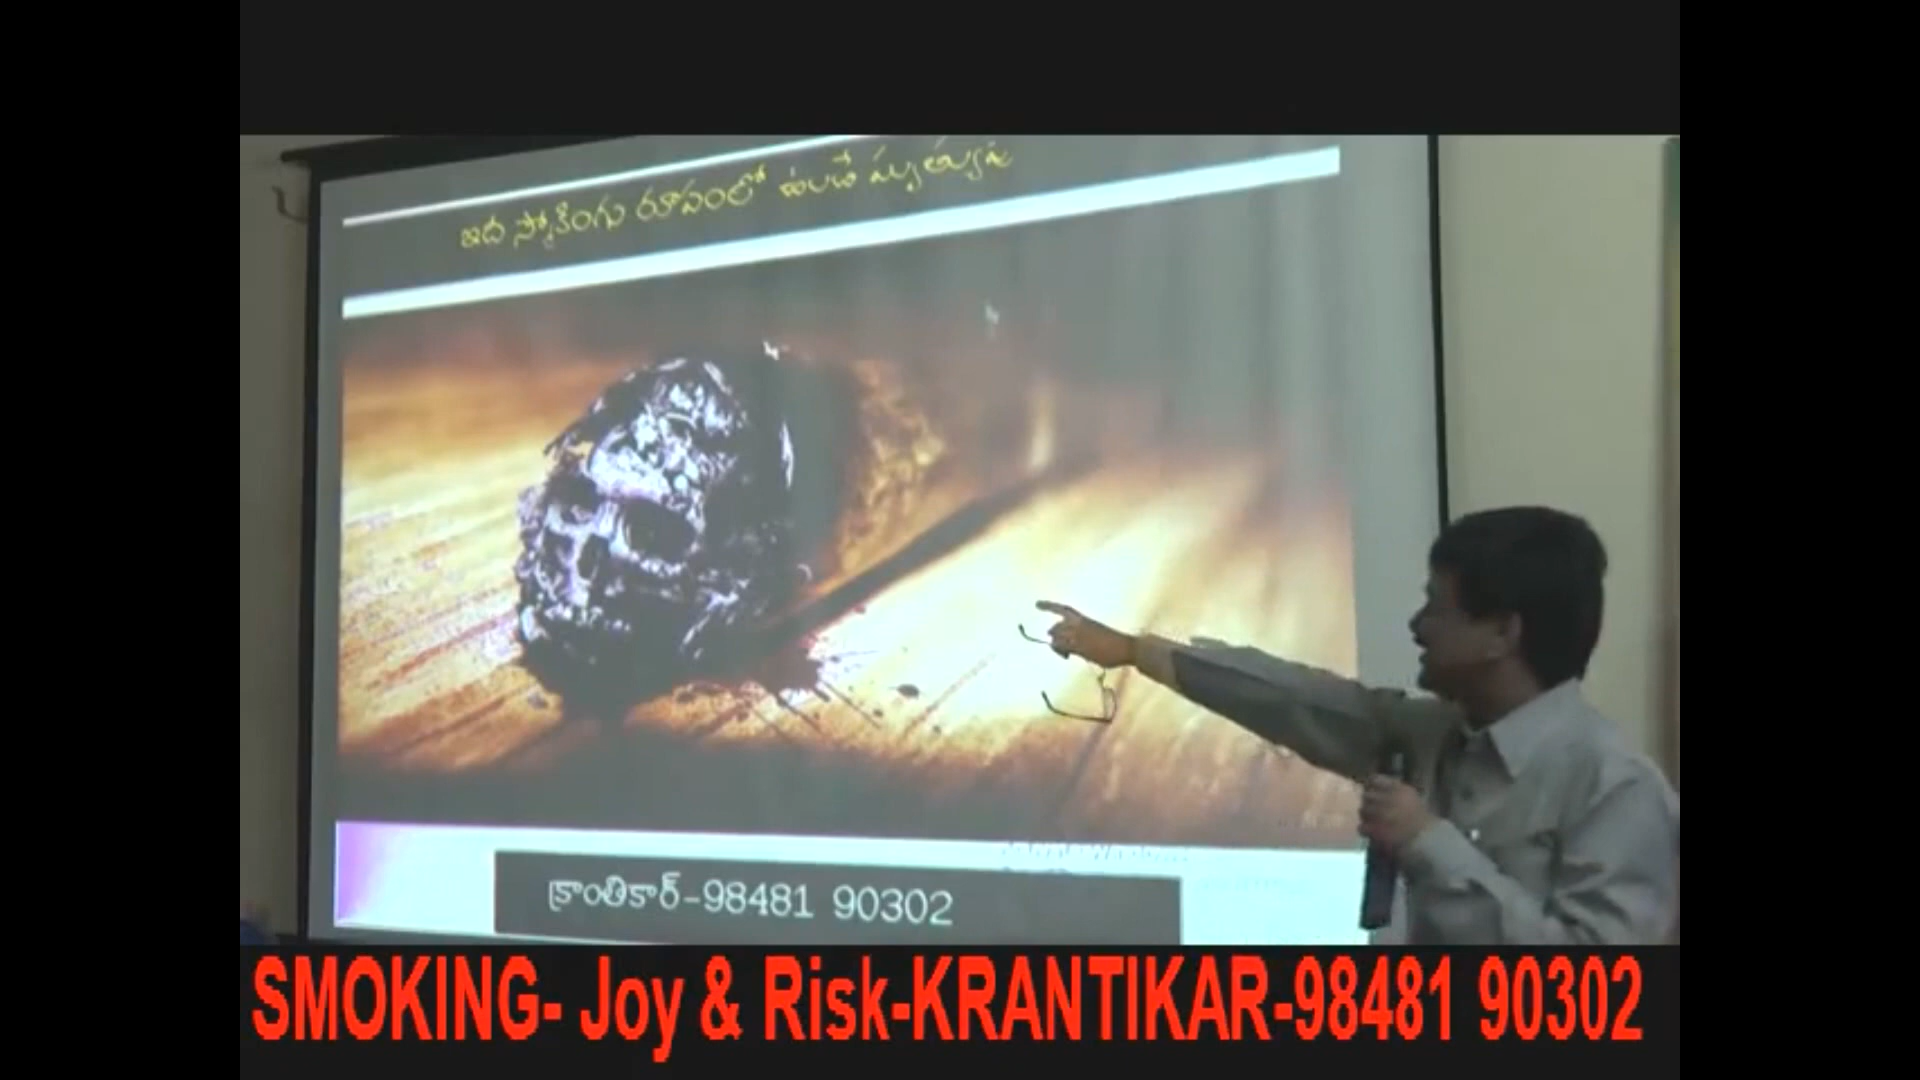 ఇది స్మోకింగు రూపంలో ఉండే మృత్యువు
క్రాంతికార్-98481 90302
SMOKING- Joy & Risk-KRANTIKAR-98481 90302